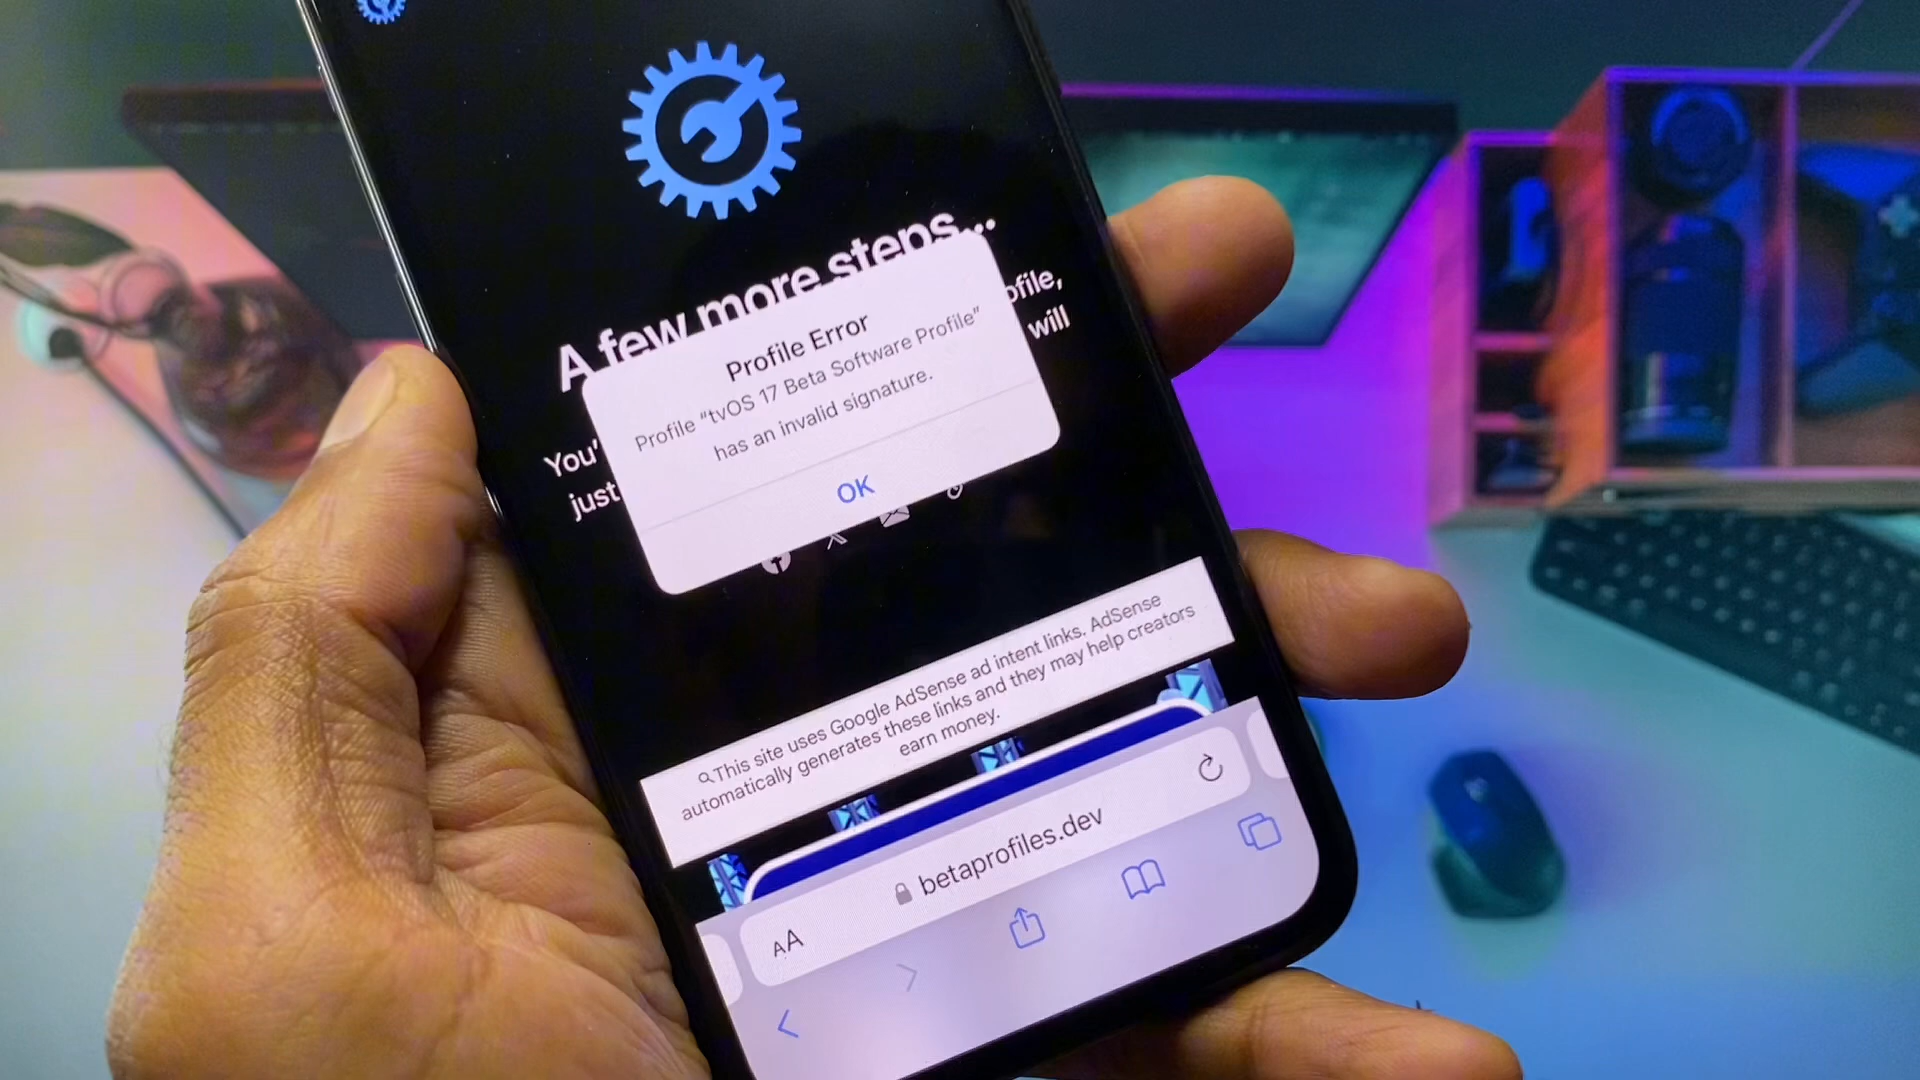 A few more steps...
You'
ofile,
just
will
Profile Error
Profile “tvOS 17 Beta Software Profile”
has an invalid signature.
OK
This site uses Google AdSense ad intent links. AdSense
automatically generates these links and they may help creators
earn money.
AA betaprofiles.dev